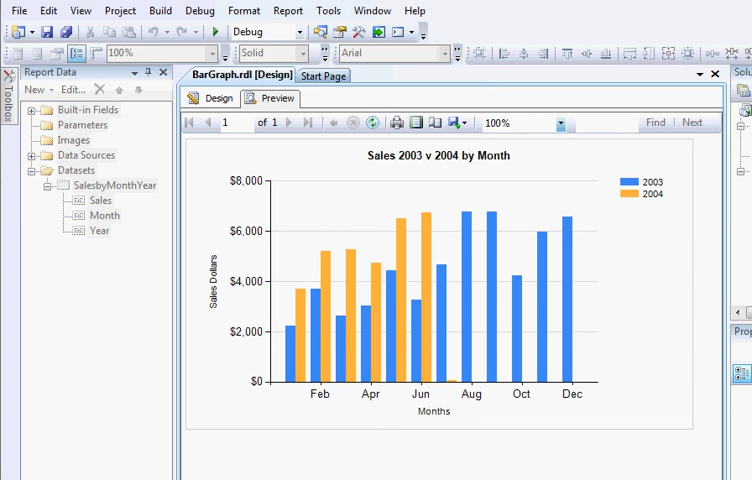 File Edit View Project Build Debug Format Report Tools Window Help
Debug
100% Solid Arial
Report Data
BarGraph.rdl [Design] Start Page
Solu
Toolbox
New Edit...
Design Preview
Built-in Fields
Parameters
Images
Data Sources
Datasets
SalesbyMonthYear
Sales
Month
Year
1 of 1 100% Find Next
Sales 2003 v 2004 by Month
2003
2004
$8,000
$6,000
$4,000
$2,000
$0
Sales Dollars
Feb Apr Jun Aug Oct Dec
Months
Prop